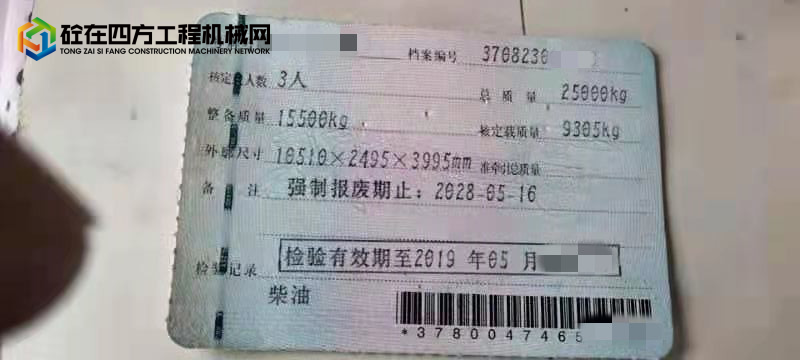 砼在四方工程机械网
TONG ZAI SI FANG CONSTRUCTION MACHINERY NETWORK
档案编号 3708230
核定 人数 3人 总质量 25000kg
整备质量 15500kg 核定载质量 9305kg
外廓尺寸 10510×2495×3995mm 准牵引总质量
备注 强制报废期止：2028-05-16
检验有效期至2019 年05 月
检验记录
柴油
*3780047465